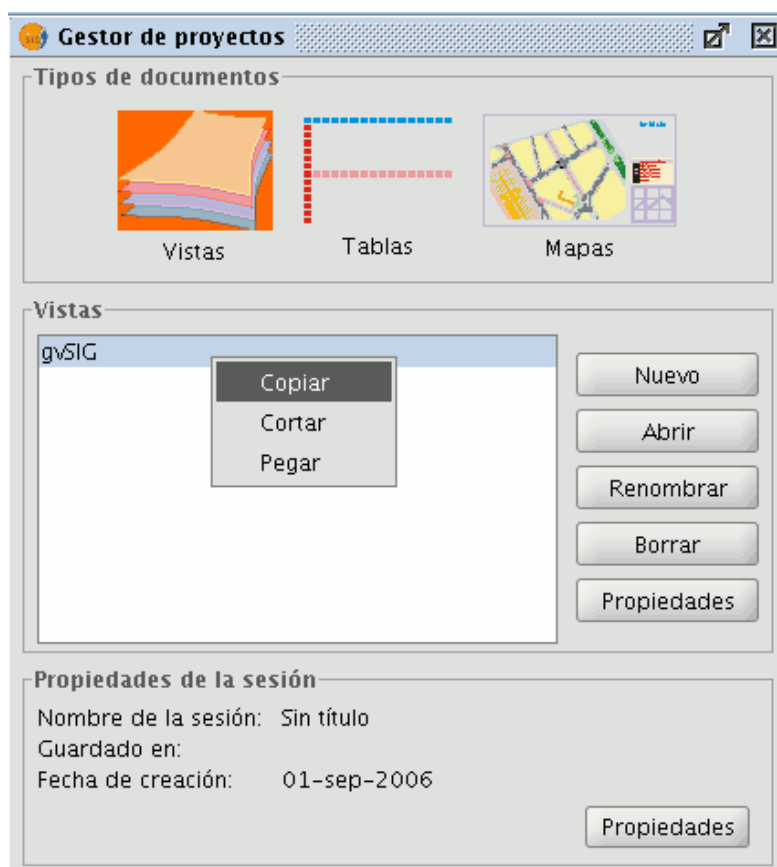 Gestor de proyectos
Tipos de documentos
Vistas
Tablas
Mapas
Vistas
gvSIG
Copiar
Cortar
Pegar
Nuevo
Abrir
Renombrar
Borrar
Propiedades
Propiedades de la sesión
Nombre de la sesión: Sin título
Guardado en:
Fecha de creación: 01-sep-2006
Propiedades